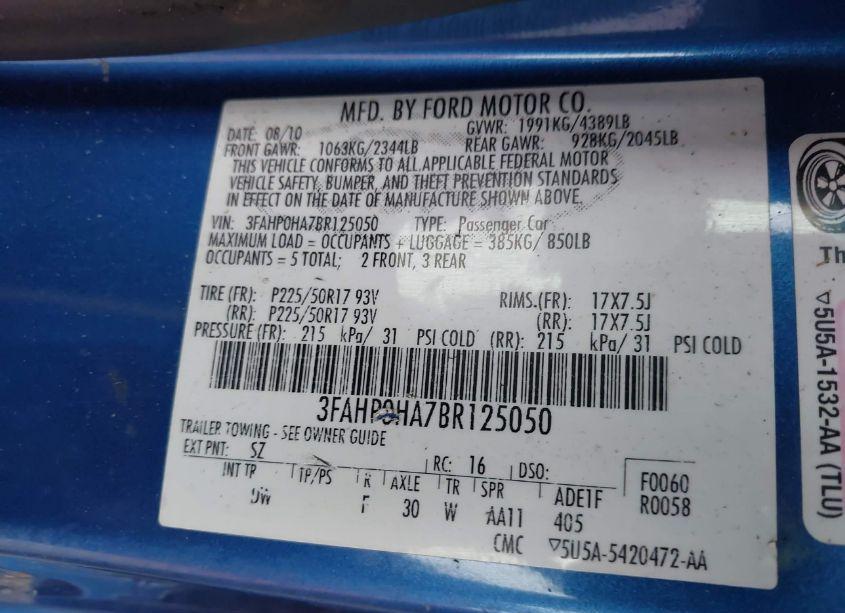 MFD. BY FORD MOTOR CO.
DATE: 08/10 GVWR: 1991KG/4389LB
FRONT GAWR: 1063KG/2344LB REAR GAWR: 928KG/2045LB
THIS VEHICLE CONFORMS TO ALL APPLICABLE FEDERAL MOTOR
VEHICLE SAFETY, BUMPER, AND THEFT PREVENTION STANDARDS
IN EFFECT ON THE DATE OF MANUFACTURE SHOWN ABOVE.
VIN: 3FAHP0HA7BR125050 TYPE: Passenger Car
MAXIMUM LOAD = OCCUPANTS + LUGGAGE = 385KG/ 850LB
OCCUPANTS = 5 TOTAL; 2 FRONT, 3 REAR
TIRE (FR): P225/50R17 93V RIMS.(FR): 17X7.5J
(RR): P225/50R17 93V (RR): 17X7.5J
PRESSURE (FR): 215 kPa/ 31 PSI COLD (RR): 215 kPa/ 31 PSI COLD
3FAHP0HA7BR125050
TRAILER TOWING - SEE OWNER GUIDE
EXT PNT: SZ RC: 16 DSO: F0060
INT TP TP/PS R AXLE TR SPR ADE1F R0058
F 30 W AA11 405
CMC ▽5U5A-5420472-AA
Th
▽5U5A-1532-AA (TLU)